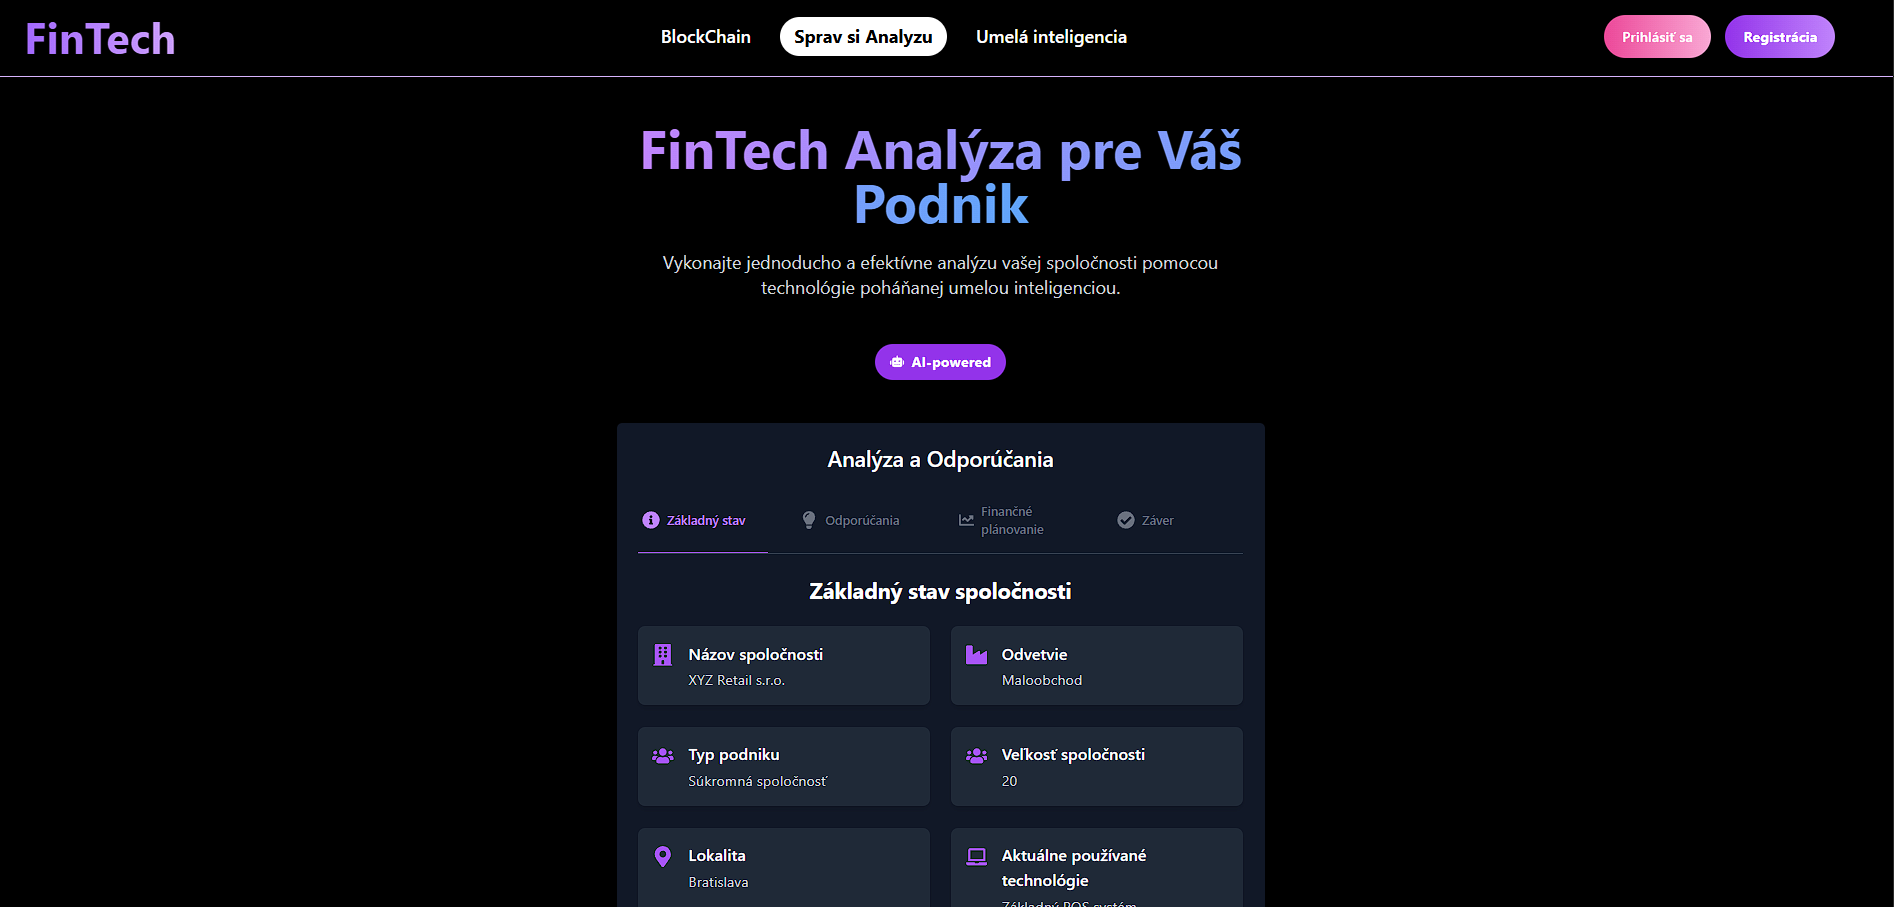 FinTech
BlockChain
Sprav si Analyzu
Umelá inteligencia
Prihlásiť sa
Registrácia
FinTech Analýza pre Váš
Podnik
Vykonajte jednoducho a efektívne analýzu vašej spoločnosti pomocou
technológie poháňanej umelou inteligenciou.
AI-powered
Analýza a Odporúčania
Základný stav
Odporúčania
Finančné
plánovanie
Záver
Základný stav spoločnosti
Názov spoločnosti
XYZ Retail s.r.o.
Odvetvie
Maloobchod
Typ podniku
Súkromná spoločnosť
Veľkosť spoločnosti
20
Lokalita
Bratislava
Aktuálne používané
technológie
Základný POS systém